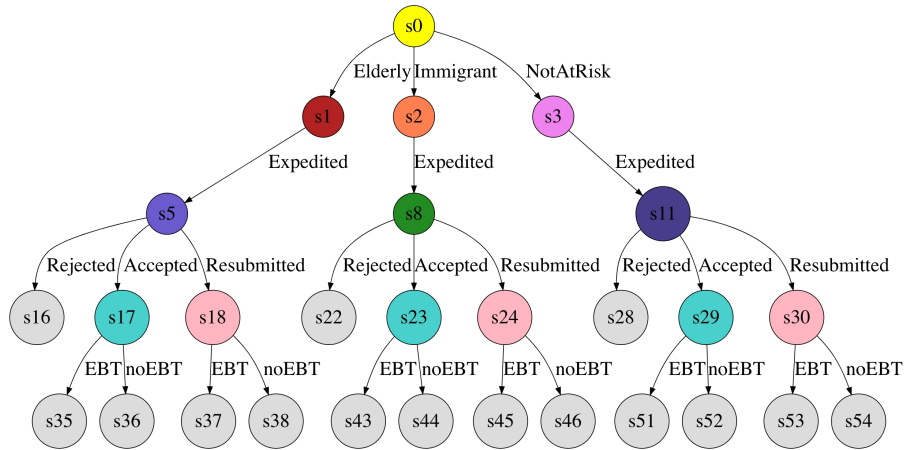 s0
Elderly Immigrant NotAtRisk
s1 s2 s3
Expedited Expedited Expedited
s5 s8 s11
Rejected Accepted Resubmitted Rejected Accepted Resubmitted Rejected Accepted Resubmitted
s16 s17 s18 s22 s23 s24 s28 s29 s30
EBT noEBT EBT noEBT EBT noEBT EBT noEBT EBT noEBT EBT noEBT
s35 s36 s37 s38 s43 s44 s45 s46 s51 s52 s53 s54